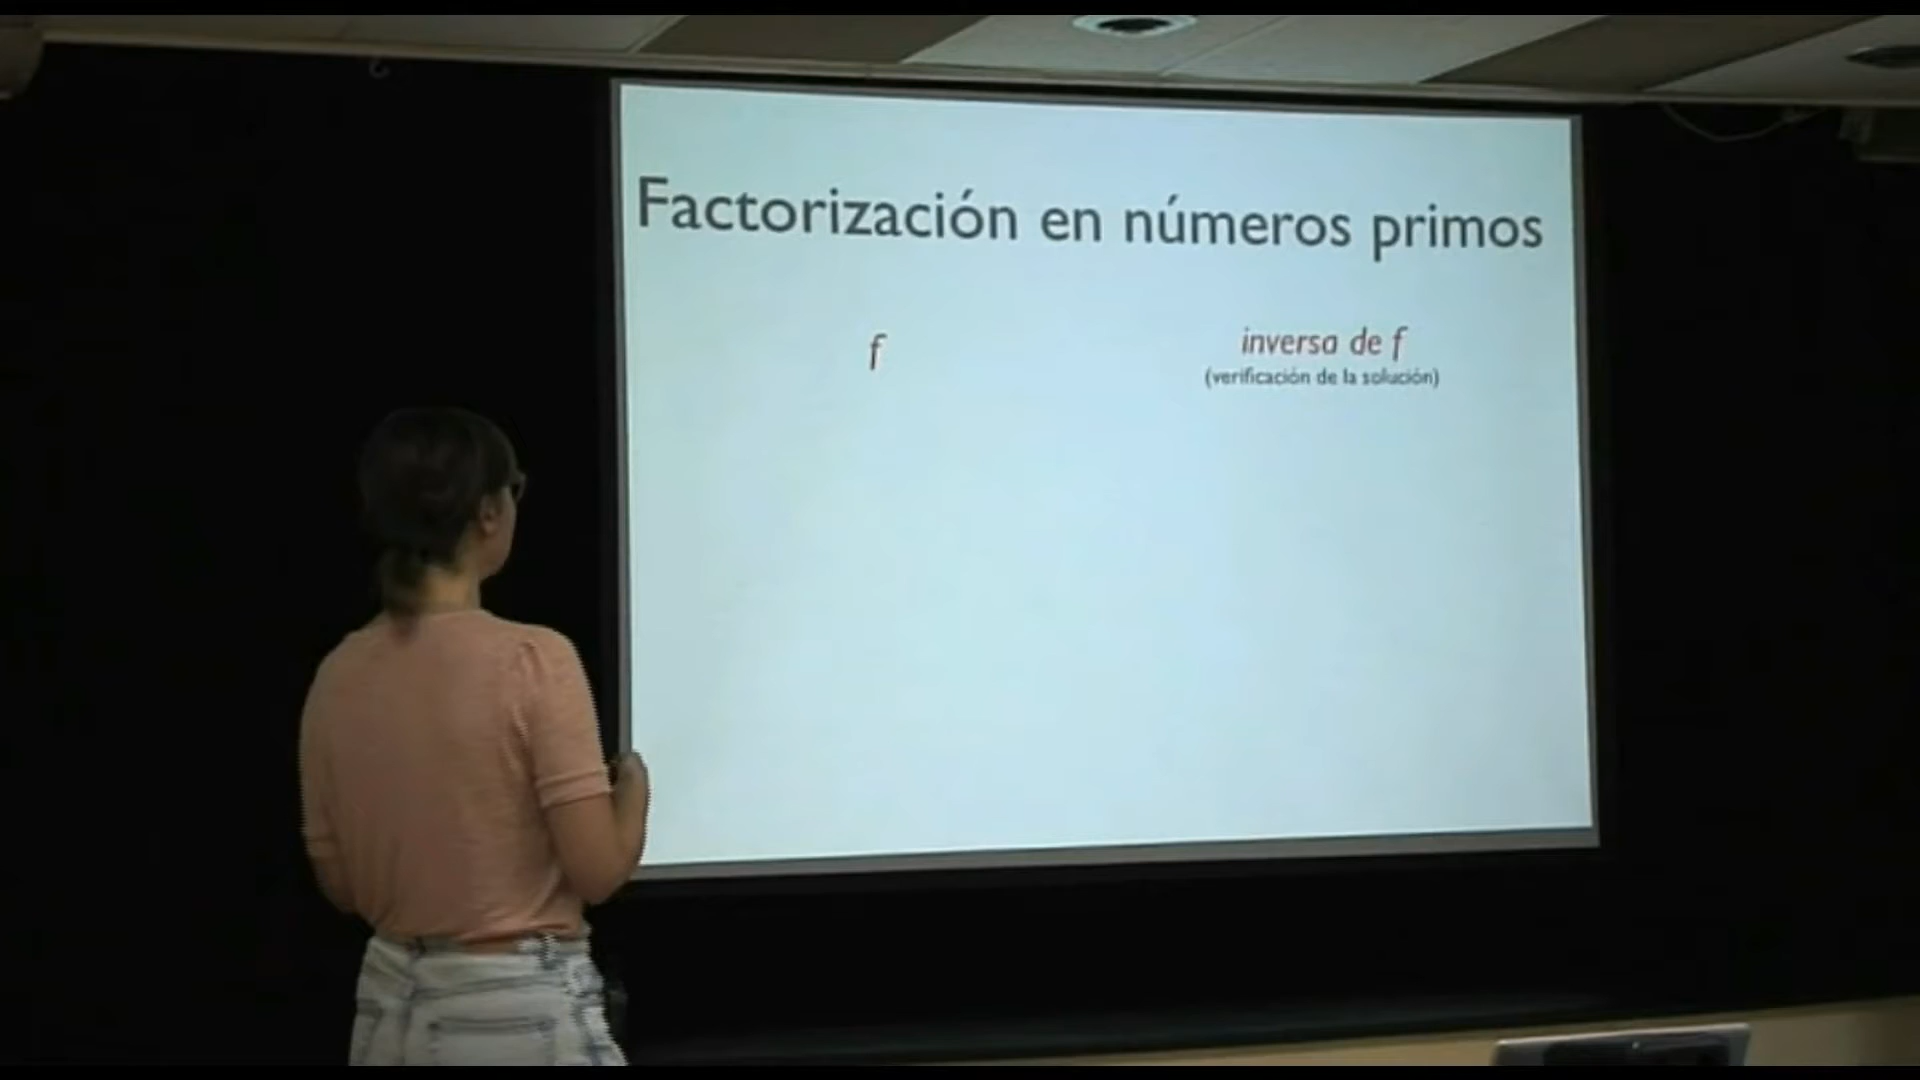 Factorización en números primos
f
inversa de f
(verificación de la solución)